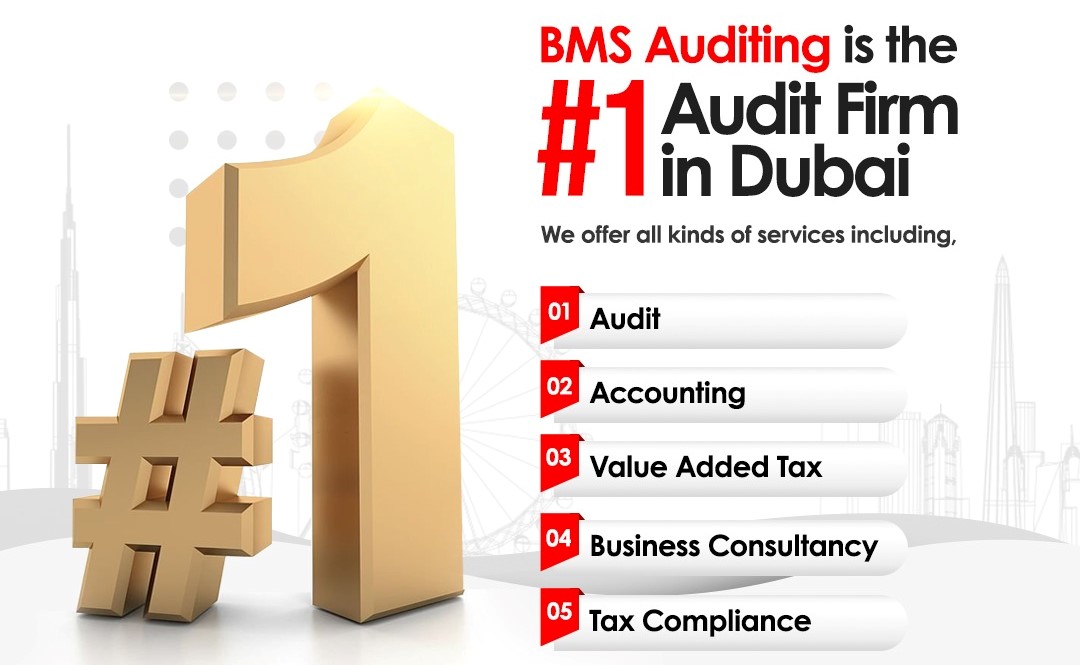 #1
BMS Auditing is the
#1 Audit Firm
in Dubai
We offer all kinds of services including,
01 Audit
02 Accounting
03 Value Added Tax
04 Business Consultancy
05 Tax Compliance